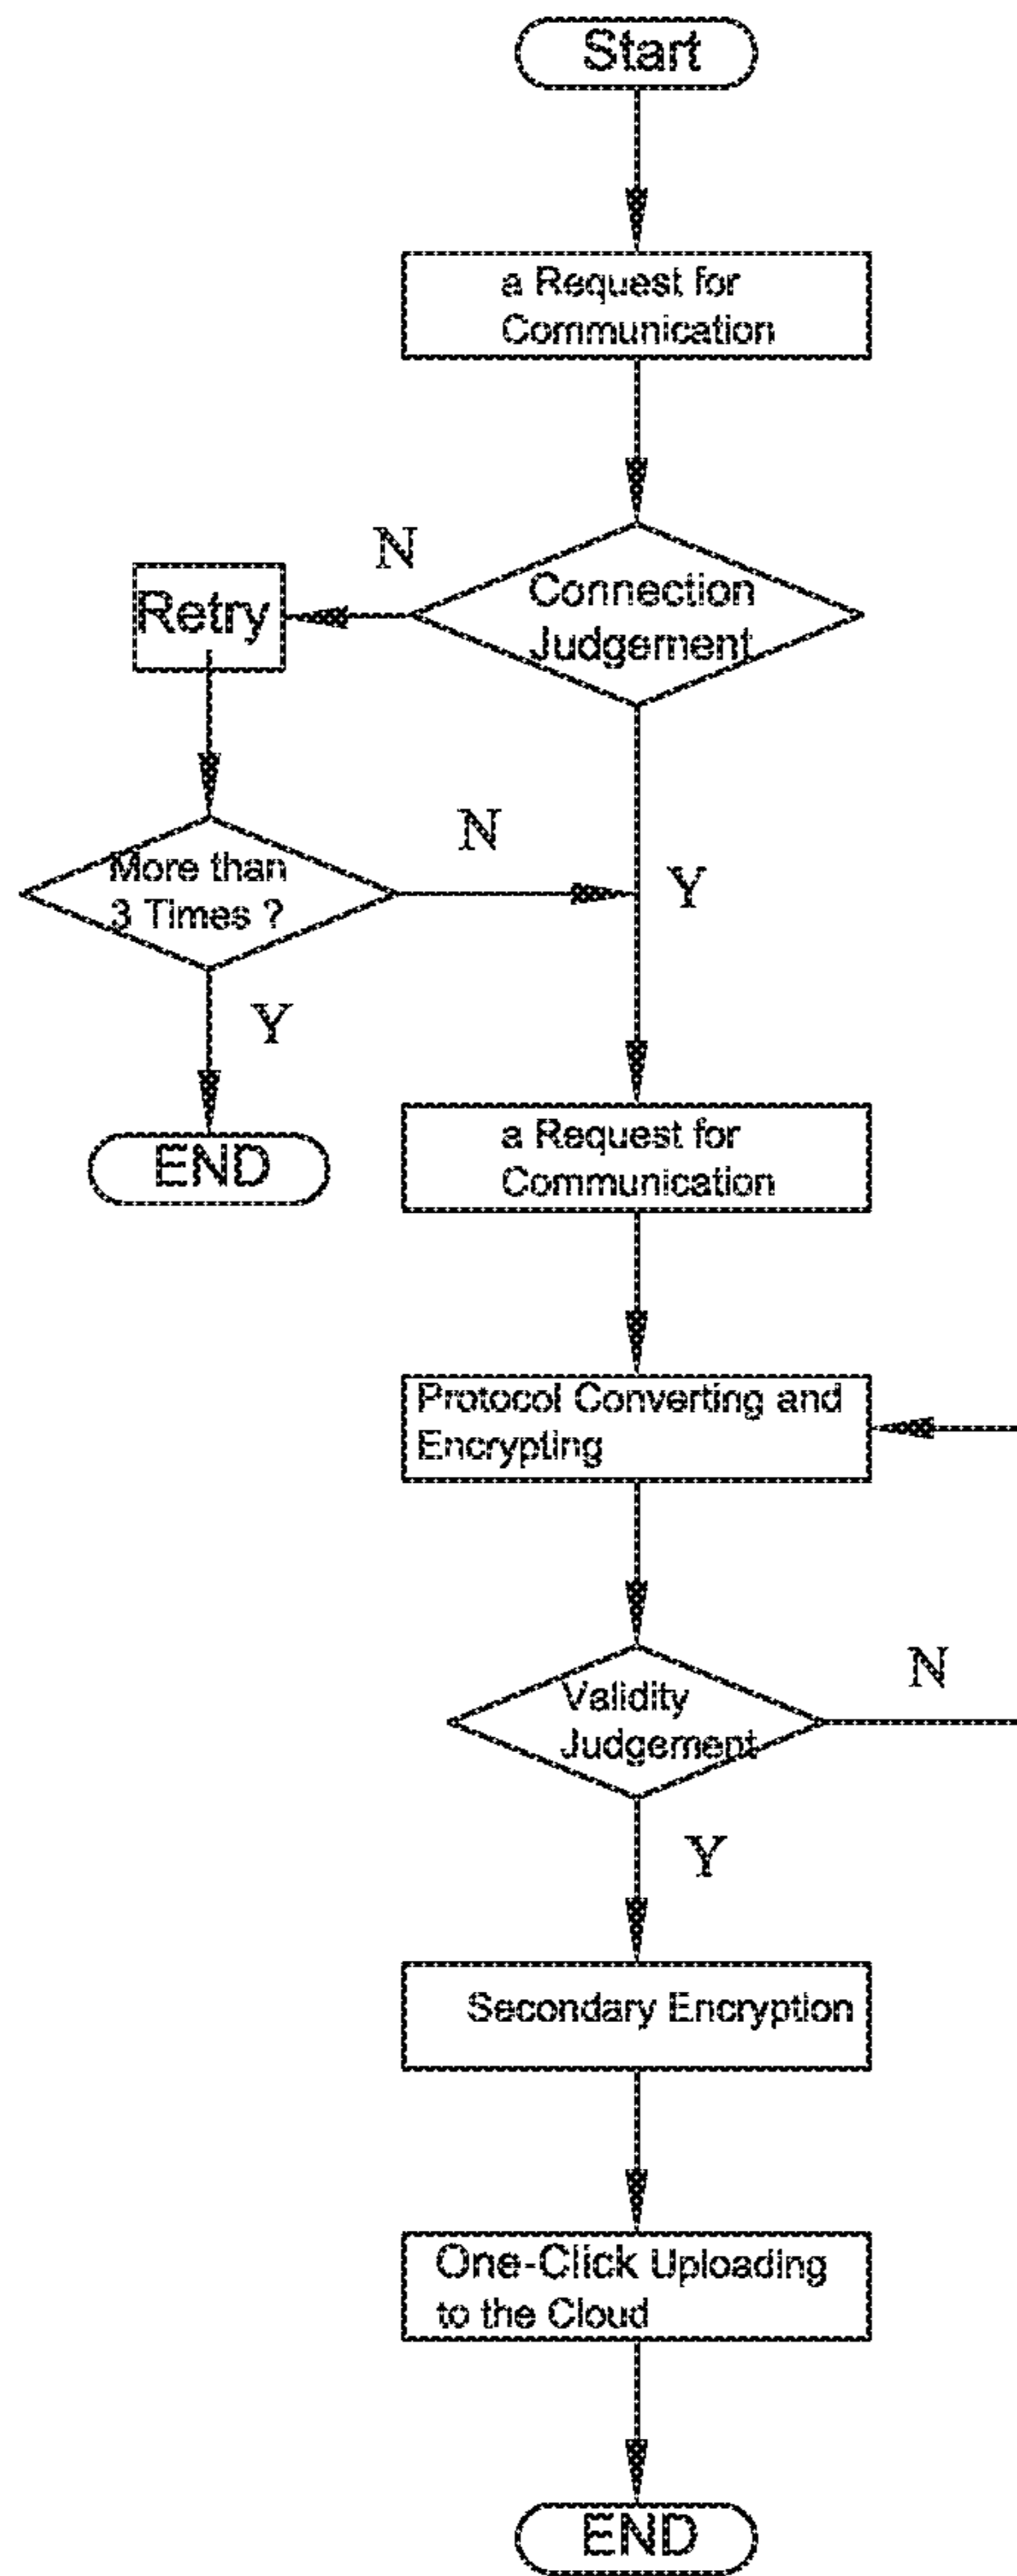 Start
a Request for
Communication
N
Connection
Judgement
Retry
N
More than
3 Times ?
Y
Y
a Request for
Communication
END
Protocol Converting and
Encrypting
N
Validity
Judgement
Y
Secondary Encryption
One-Click Uploading
to the Cloud
END